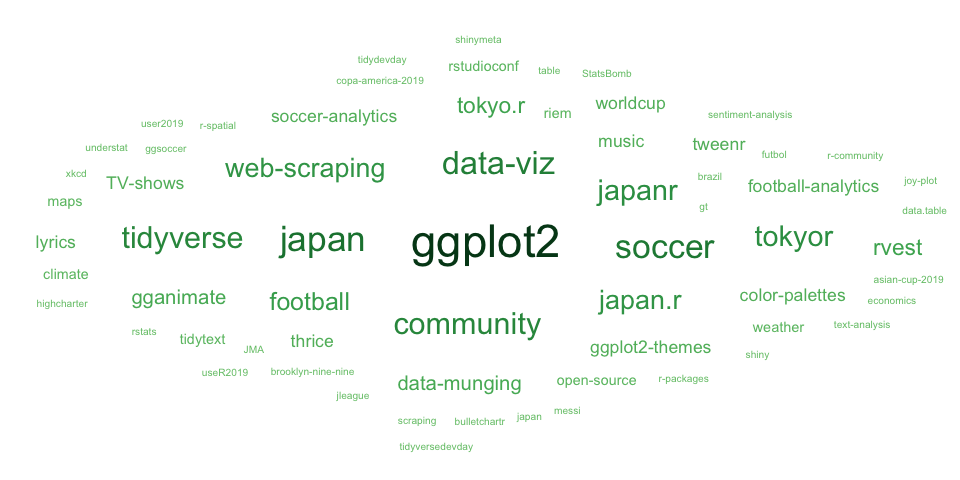 shinymeta
tidydevday
rstudioconf
table
StatsBomb
copa-america-2019
tokyo.r
riem
worldcup
soccer-analytics
sentiment-analysis
user2019
r-spatial
music
tweenr
understat
ggsoccer
futbol
r-community
web-scraping
data-viz
xkcd
TV-shows
japanr
brazil
football-analytics
joy-plot
maps
gt
data.table
lyrics
tidyverse
japan
ggplot2
soccer
tokyor
rvest
climate
asian-cup-2019
highcharter
gganimate
football
japan.r
color-palettes
economics
rstats
community
weather
text-analysis
tidytext
JMA
thrice
ggplot2-themes
shiny
useR2019
brooklyn-nine-nine
data-munging
open-source
r-packages
jleague
scraping
bulletchartr
japan
messi
tidyversedevday